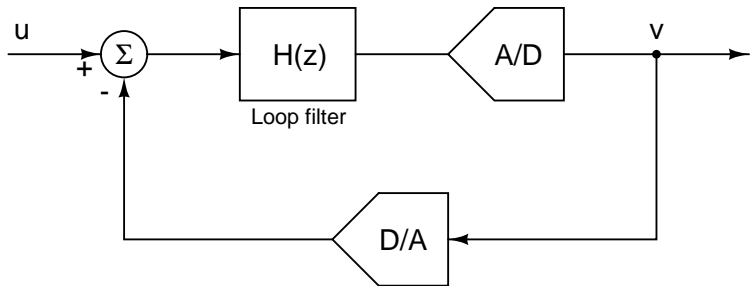 u
v
+
Σ
-
H(z)
A/D
Loop filter
D/A